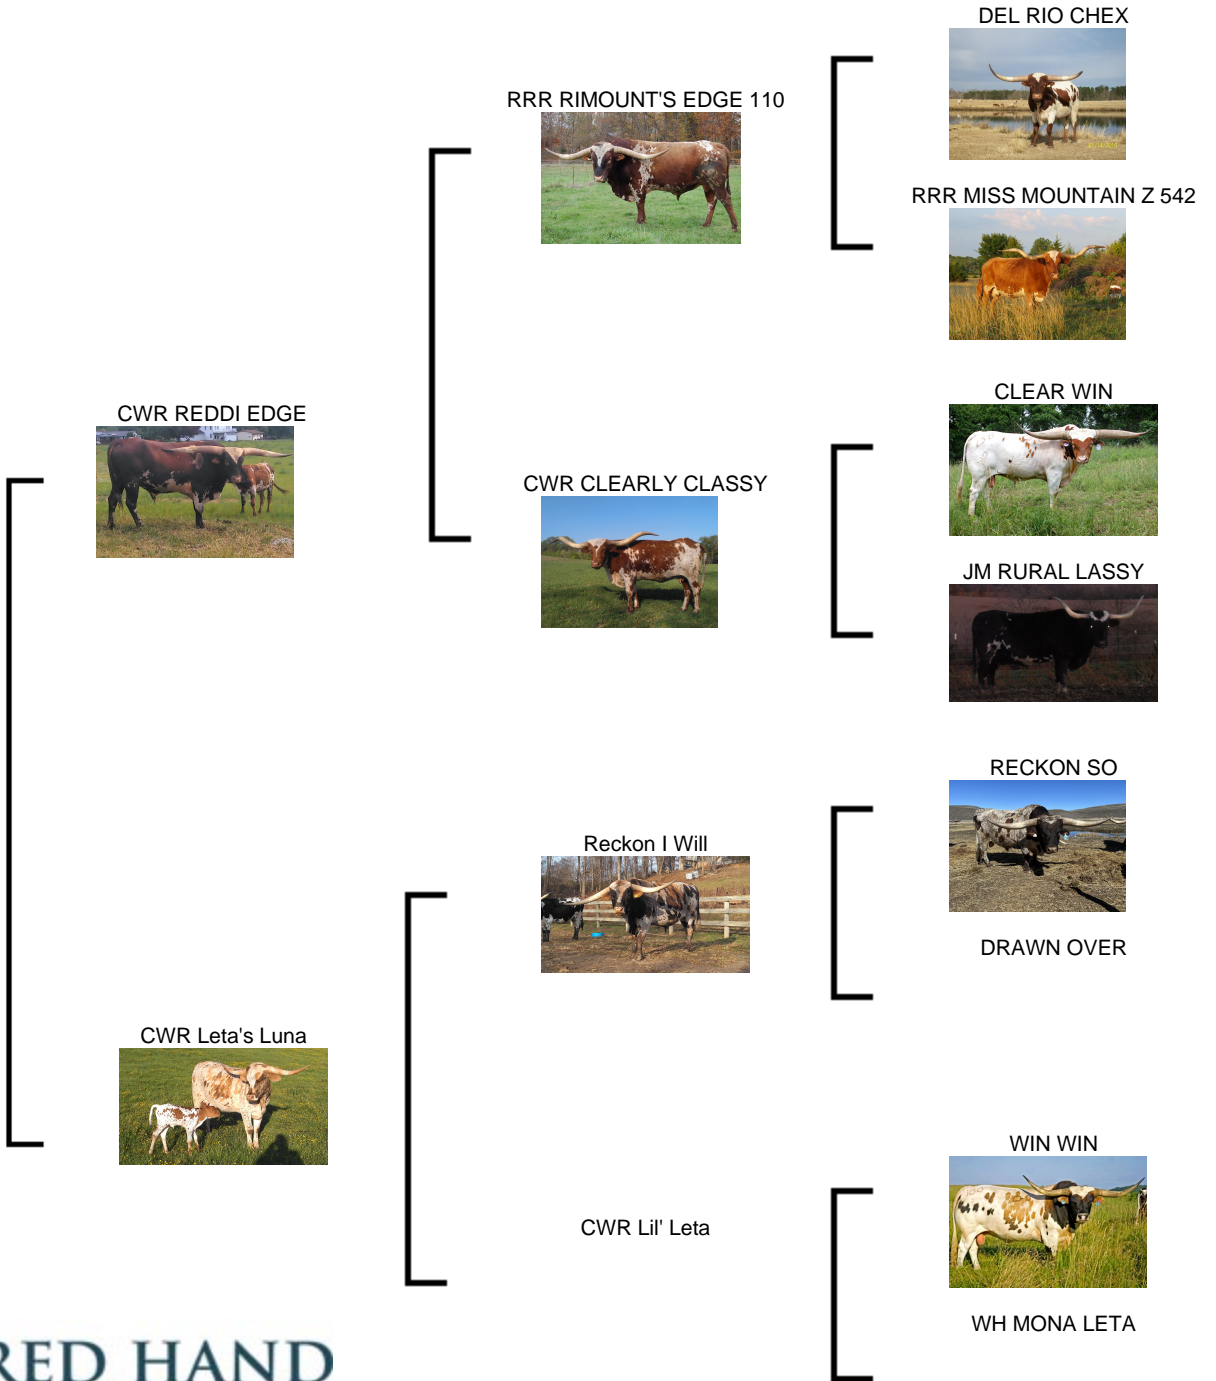 DEL RIO CHEX
RRR RIMOUNT'S EDGE 110
RRR MISS MOUNTAIN Z 542
CLEAR WIN
CWR REDDI EDGE
CWR CLEARLY CLASSY
JM RURAL LASSY
RECKON SO
Reckon I Will
DRAWN OVER
CWR Leta's Luna
WIN WIN
CWR Lil' Leta
WH MONA LETA
RED HAND